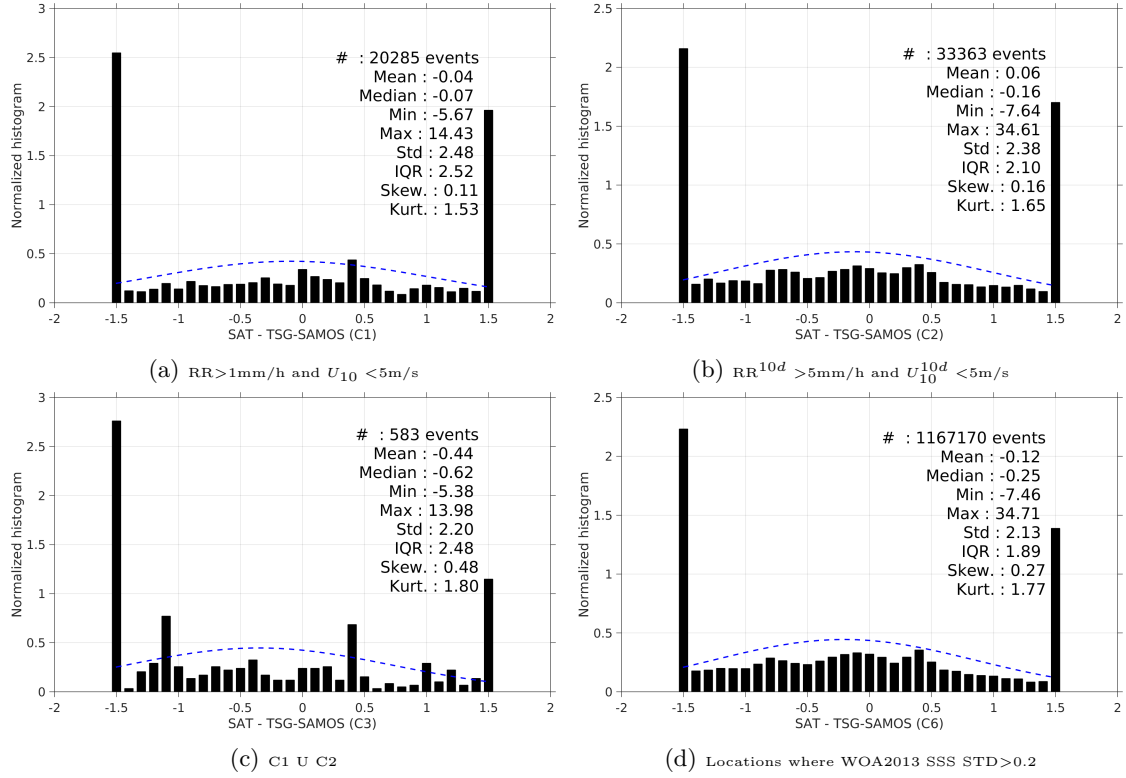 3
2.5
2
1.5
1
0.5
0
Normalized histogram
# : 20285 events
Mean : -0.04
Median : -0.07
Min : -5.67
Max : 14.43
Std : 2.48
IQR : 2.52
Skew. : 0.11
Kurt. : 1.53
-2 -1.5 -1 -0.5 0 0.5 1 1.5 2
SAT - TSG-SAMOS (C1)
(a) RR>1mm/h and U10 <5m/s
2.5
2
1.5
1
0.5
0
Normalized histogram
# : 33363 events
Mean : 0.06
Median : -0.16
Min : -7.64
Max : 34.61
Std : 2.38
IQR : 2.10
Skew. : 0.16
Kurt. : 1.65
-2 -1.5 -1 -0.5 0 0.5 1 1.5 2
SAT - TSG-SAMOS (C2)
(b) RR10d >5mm/h and U10d10 <5m/s
3
2.5
2
1.5
1
0.5
0
Normalized histogram
# : 583 events
Mean : -0.44
Median : -0.62
Min : -5.38
Max : 13.98
Std : 2.20
IQR : 2.48
Skew. : 0.48
Kurt. : 1.80
-2 -1.5 -1 -0.5 0 0.5 1 1.5 2
SAT - TSG-SAMOS (C3)
(c) C1 U C2
2.5
2
1.5
1
0.5
0
Normalized histogram
# : 1167170 events
Mean : -0.12
Median : -0.25
Min : -7.46
Max : 34.71
Std : 2.13
IQR : 1.89
Skew. : 0.27
Kurt. : 1.77
-2 -1.5 -1 -0.5 0 0.5 1 1.5 2
SAT - TSG-SAMOS (C6)
(d) Locations where WOA2013 SSS STD>0.2